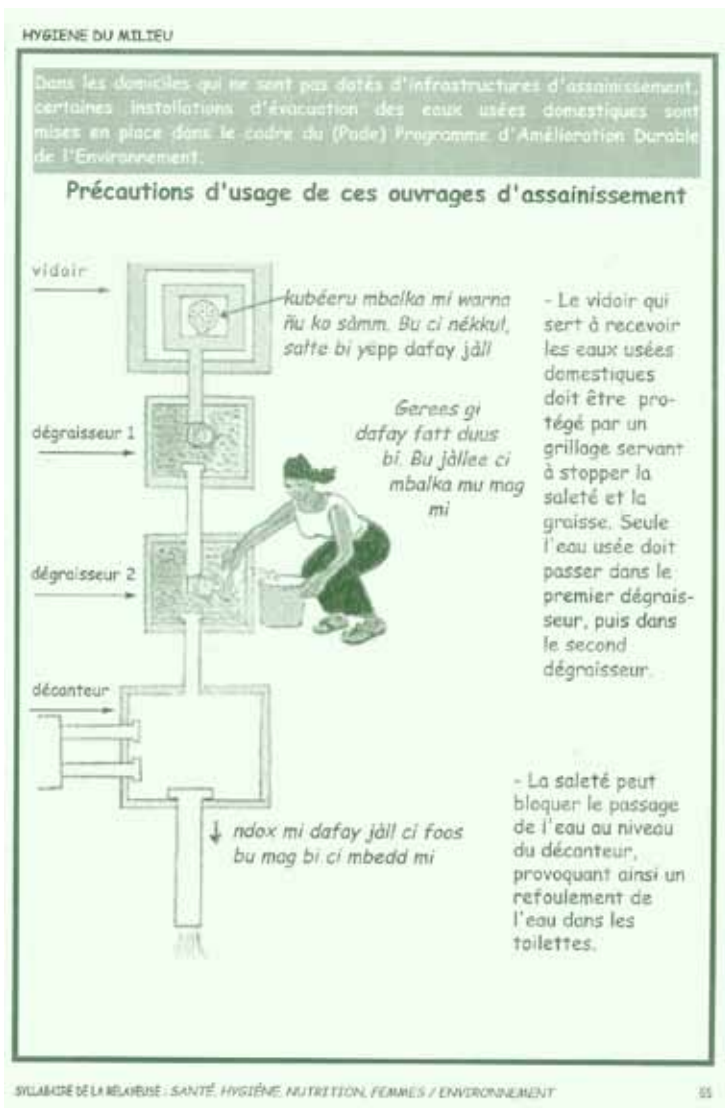 HYGIENE DU MILIEU
Dans les domiciles qui ne sont pas dotés d'infrastructures d'assainissement,
certaines installations d'évacuation des eaux usées domestiques sont
mises en place dans le cadre du (Pade) Programme d'Amélioration Durable
de l'Environnement.
Précautions d'usage de ces ouvrages d'assainissement
vidoir
kubéeru mbalka mi warna
ñu ko sàmm. Bu ci nékkul,
salte bi yépp dafay jàll
Gerees gi
dafay fatt duus
bi. Bu jàllee ci
mbalka mu mag
mi
dégraisseur 1
dégraisseur 2
décanteur
ndox mi dafay jàll ci foos
bu mag bi ci mbedd mi
- Le vidoir qui
sert à recevoir
les eaux usées
domestiques
doit être pro-
tégé par un
grillage servant
à stopper la
saleté et la
graisse. Seule
l'eau usée doit
passer dans le
premier dégrais-
seur, puis dans
le second
dégraisseur.
- La saleté peut
bloquer le passage
de l'eau au niveau
du décanteur,
provoquant ainsi un
refoulement de
l'eau dans les
toilettes.
SYLLABAIRE DE LA RELAYEUSE : SANTÉ, HYGIÉNE, NUTRITION, FEMMES / ENVIRONNEMENT
65